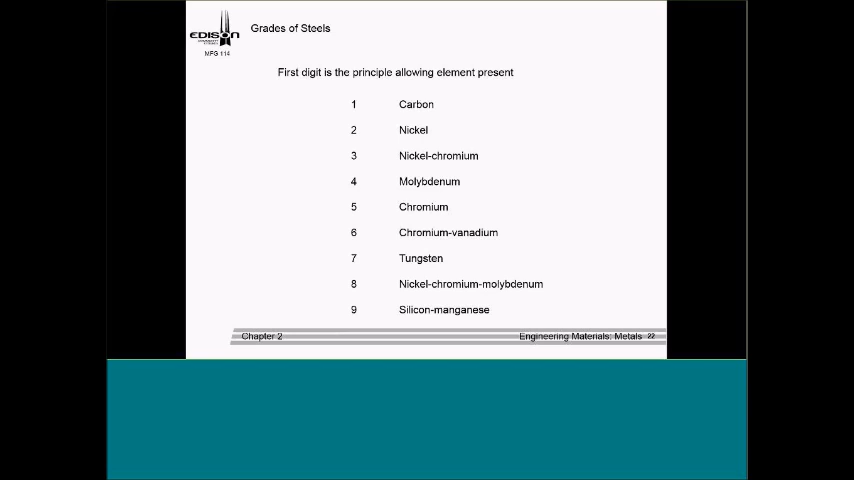 EDISON
MFG 114
Grades of Steels
First digit is the principle allowing element present
1 Carbon
2 Nickel
3 Nickel-chromium
4 Molybdenum
5 Chromium
6 Chromium-vanadium
7 Tungsten
8 Nickel-chromium-molybdenum
9 Silicon-manganese
Chapter 2
Engineering Materials: Metals 22